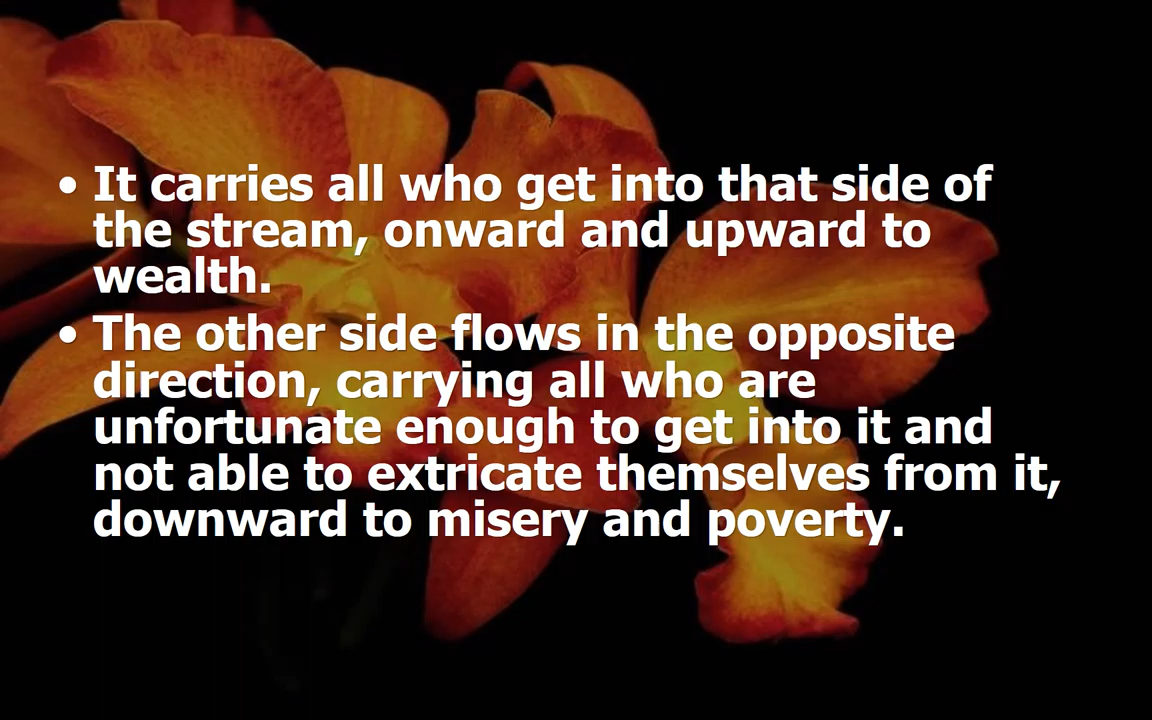 • It carries all who get into that side of
the stream, onward and upward to
wealth.
• The other side flows in the opposite
direction, carrying all who are
unfortunate enough to get into it and
not able to extricate themselves from it,
downward to misery and poverty.